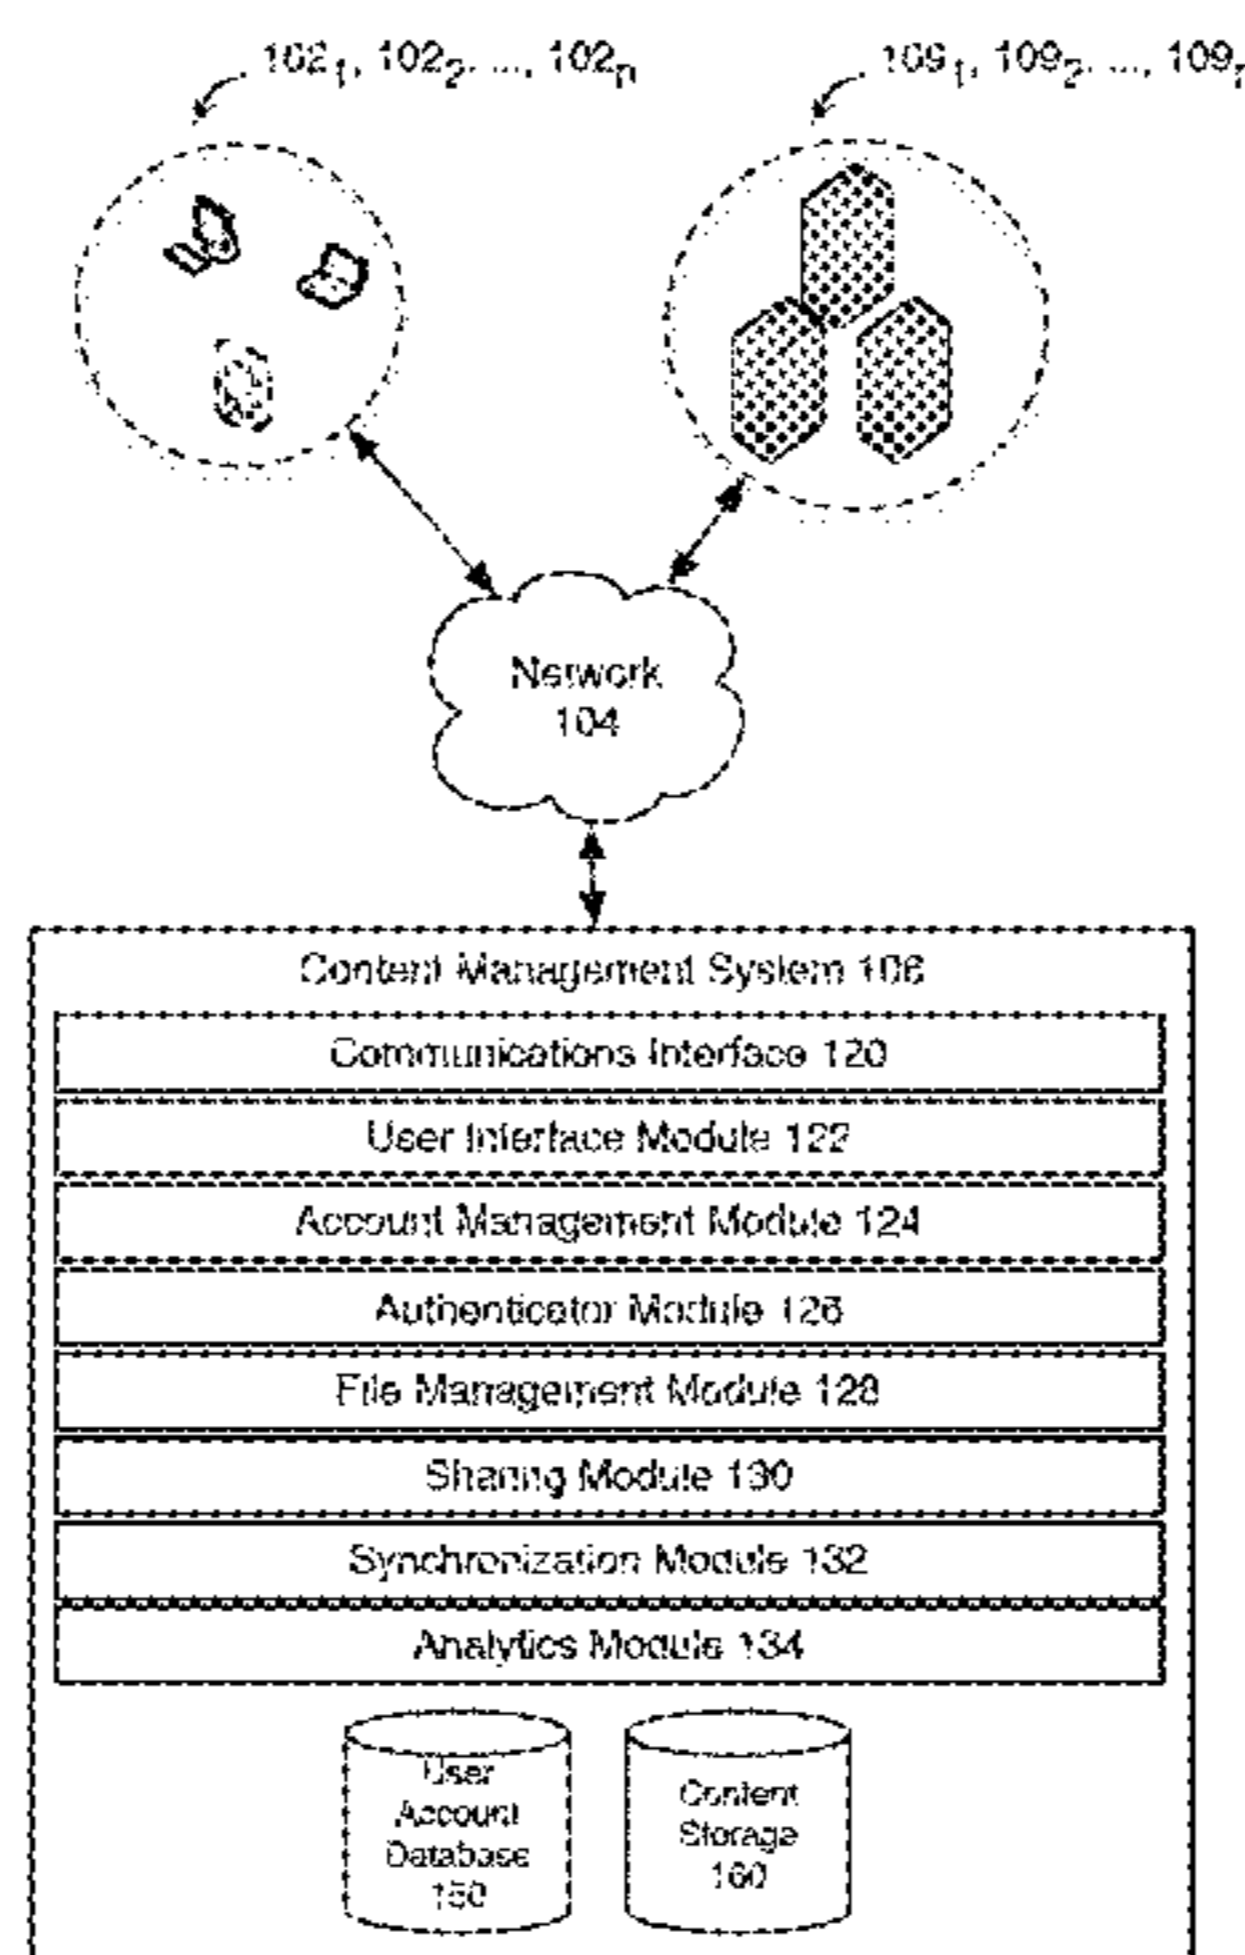 102₁, 102₂, ..., 102ₙ
109₁, 109₂, ..., 109
Network
104
Content Management System 106
Communications Interface 120
User Interface Module 122
Account Management Module 124
Authenticator Module 126
File Management Module 128
Sharing Module 130
Synchronization Module 132
Analytics Module 134
User
Account
Database
150
Content
Storage
160